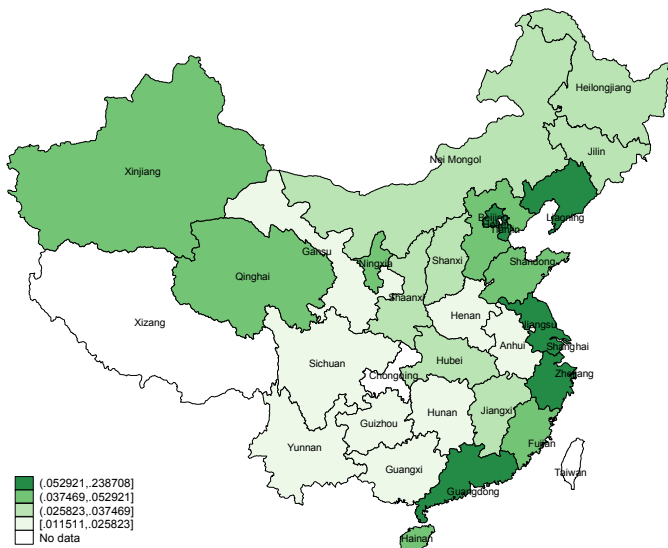 Heilongjiang
Jilin
Nei Mongol
Xinjiang
Liaoning
Beijing
Tianjin
Gansu
Ningxia
Shanxi
Shandong
Qinghai
Shaanxi
Henan
Jiangsu
Xizang
Anhui
Shanghai
Sichuan
Hubei
Chongqing
Zhejiang
Hunan
Jiangxi
Guizhou
Fujian
Yunnan
Guangxi
Guangdong
Taiwan
Hainan
(.052921,.238708]
(.037469,.052921]
(.025823,.037469]
[.011511,.025823]
No data